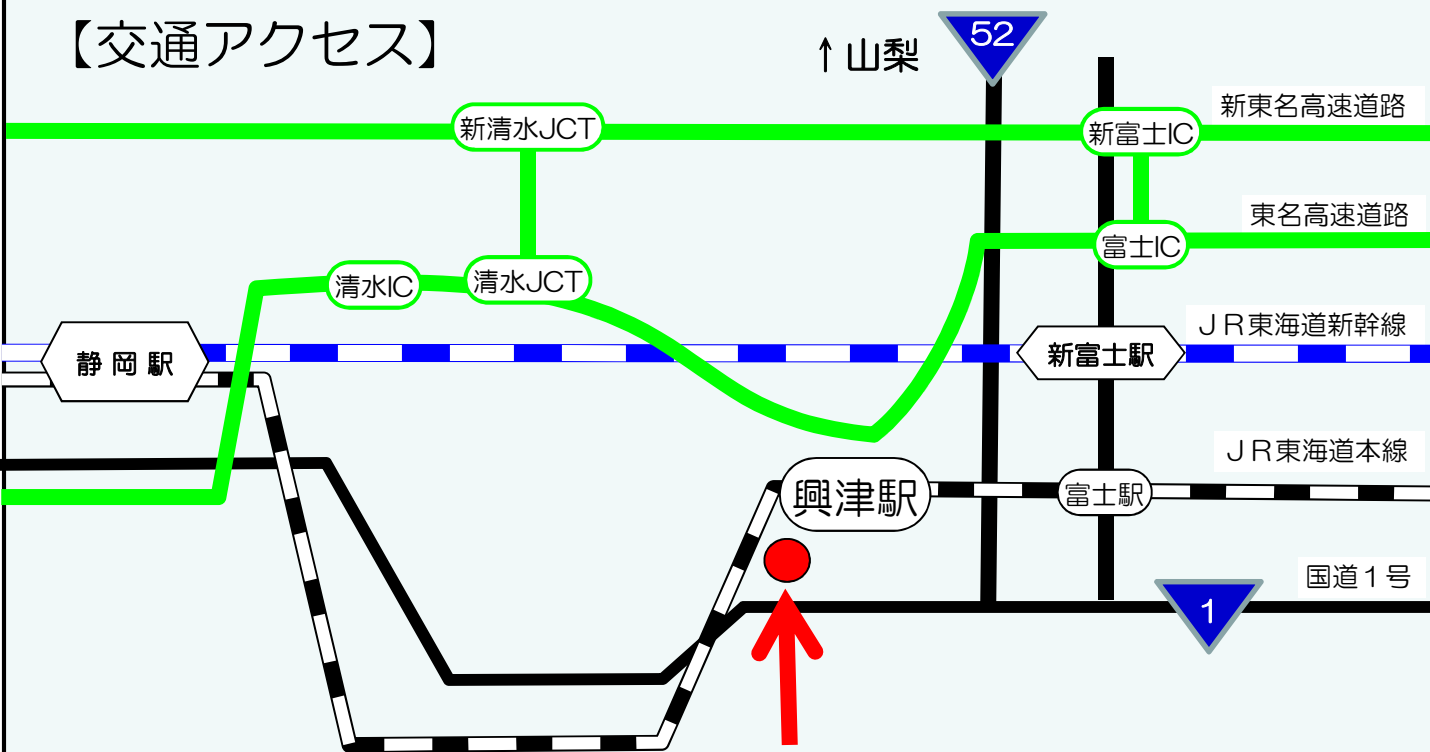 【交通アクセス】
↑山梨
52
新東名高速道路
新清水JCT
新富士IC
東名高速道路
富士IC
清水IC
清水JCT
ＪＲ東海道新幹線
静岡駅
新富士駅
ＪＲ東海道本線
興津駅
富士駅
国道１号
1